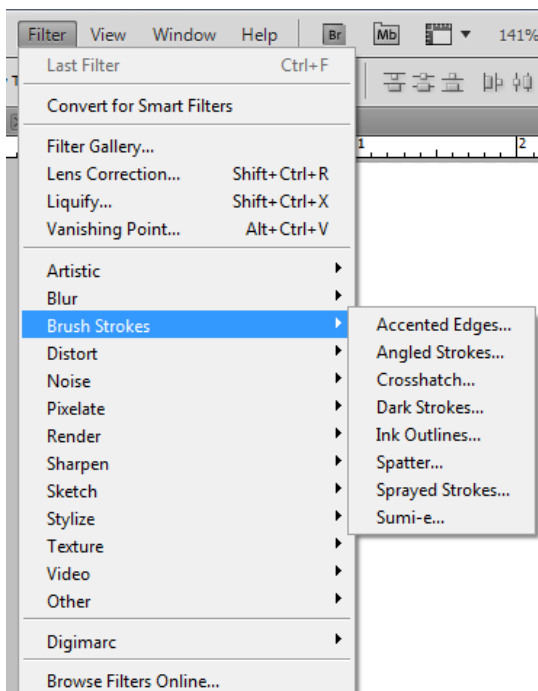 Filter View Window Help Br Mb 141%
Last Filter Ctrl+F
Convert for Smart Filters
1 2
Filter Gallery...
Lens Correction... Shift+Ctrl+R
Liquify... Shift+Ctrl+X
Vanishing Point... Alt+Ctrl+V
Artistic
Blur
Brush Strokes
Distort
Noise
Pixelate
Render
Sharpen
Sketch
Stylize
Texture
Video
Other
Digimarc
Browse Filters Online...
Accented Edges...
Angled Strokes...
Crosshatch...
Dark Strokes...
Ink Outlines...
Spatter...
Sprayed Strokes...
Sumi-e...